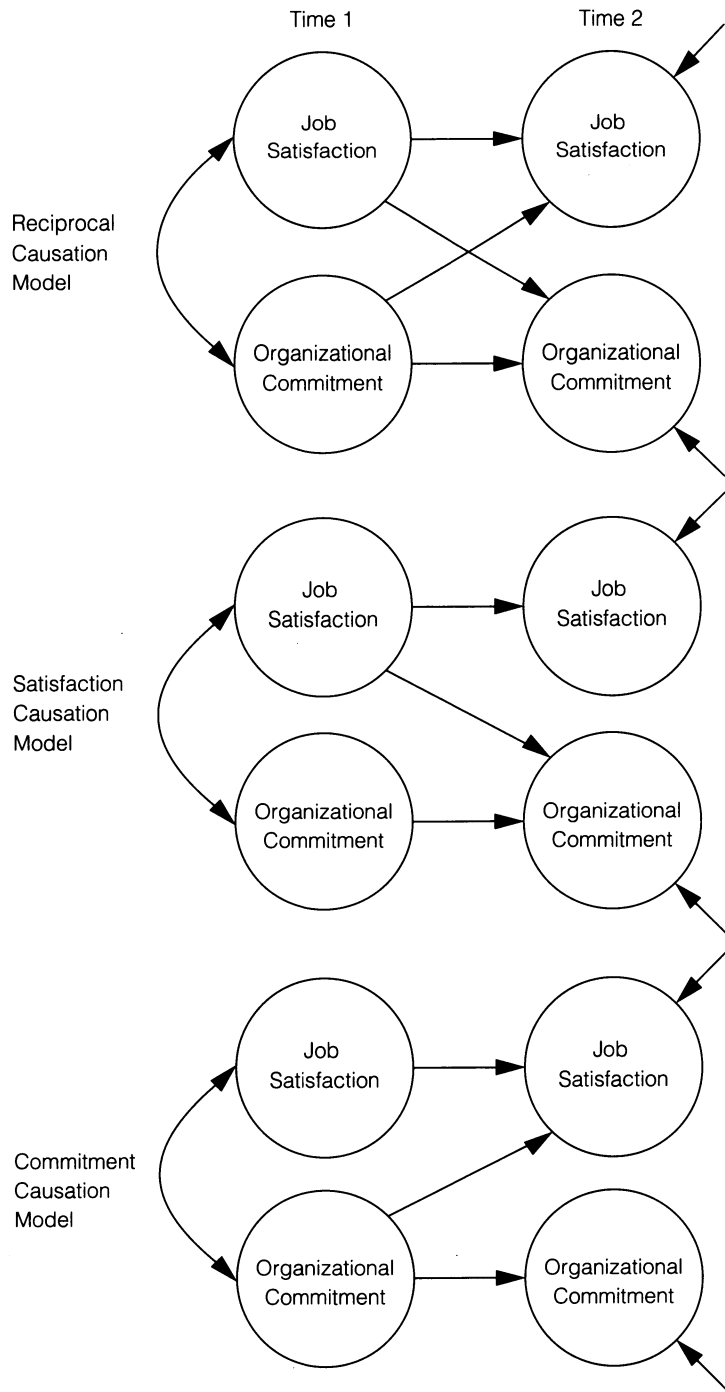 Time 1
Time 2
Job
Satisfaction
Job
Satisfaction
Reciprocal
Causation
Model
Organizational
Commitment
Organizational
Commitment
Job
Satisfaction
Job
Satisfaction
Satisfaction
Causation
Model
Organizational
Commitment
Organizational
Commitment
Job
Satisfaction
Job
Satisfaction
Commitment
Causation
Model
Organizational
Commitment
Organizational
Commitment